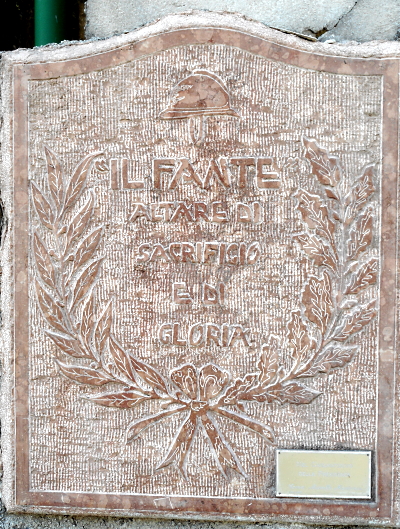 "IL FANTE"
ALTARE DI
SACRIFICIO
E DI
GLORIA